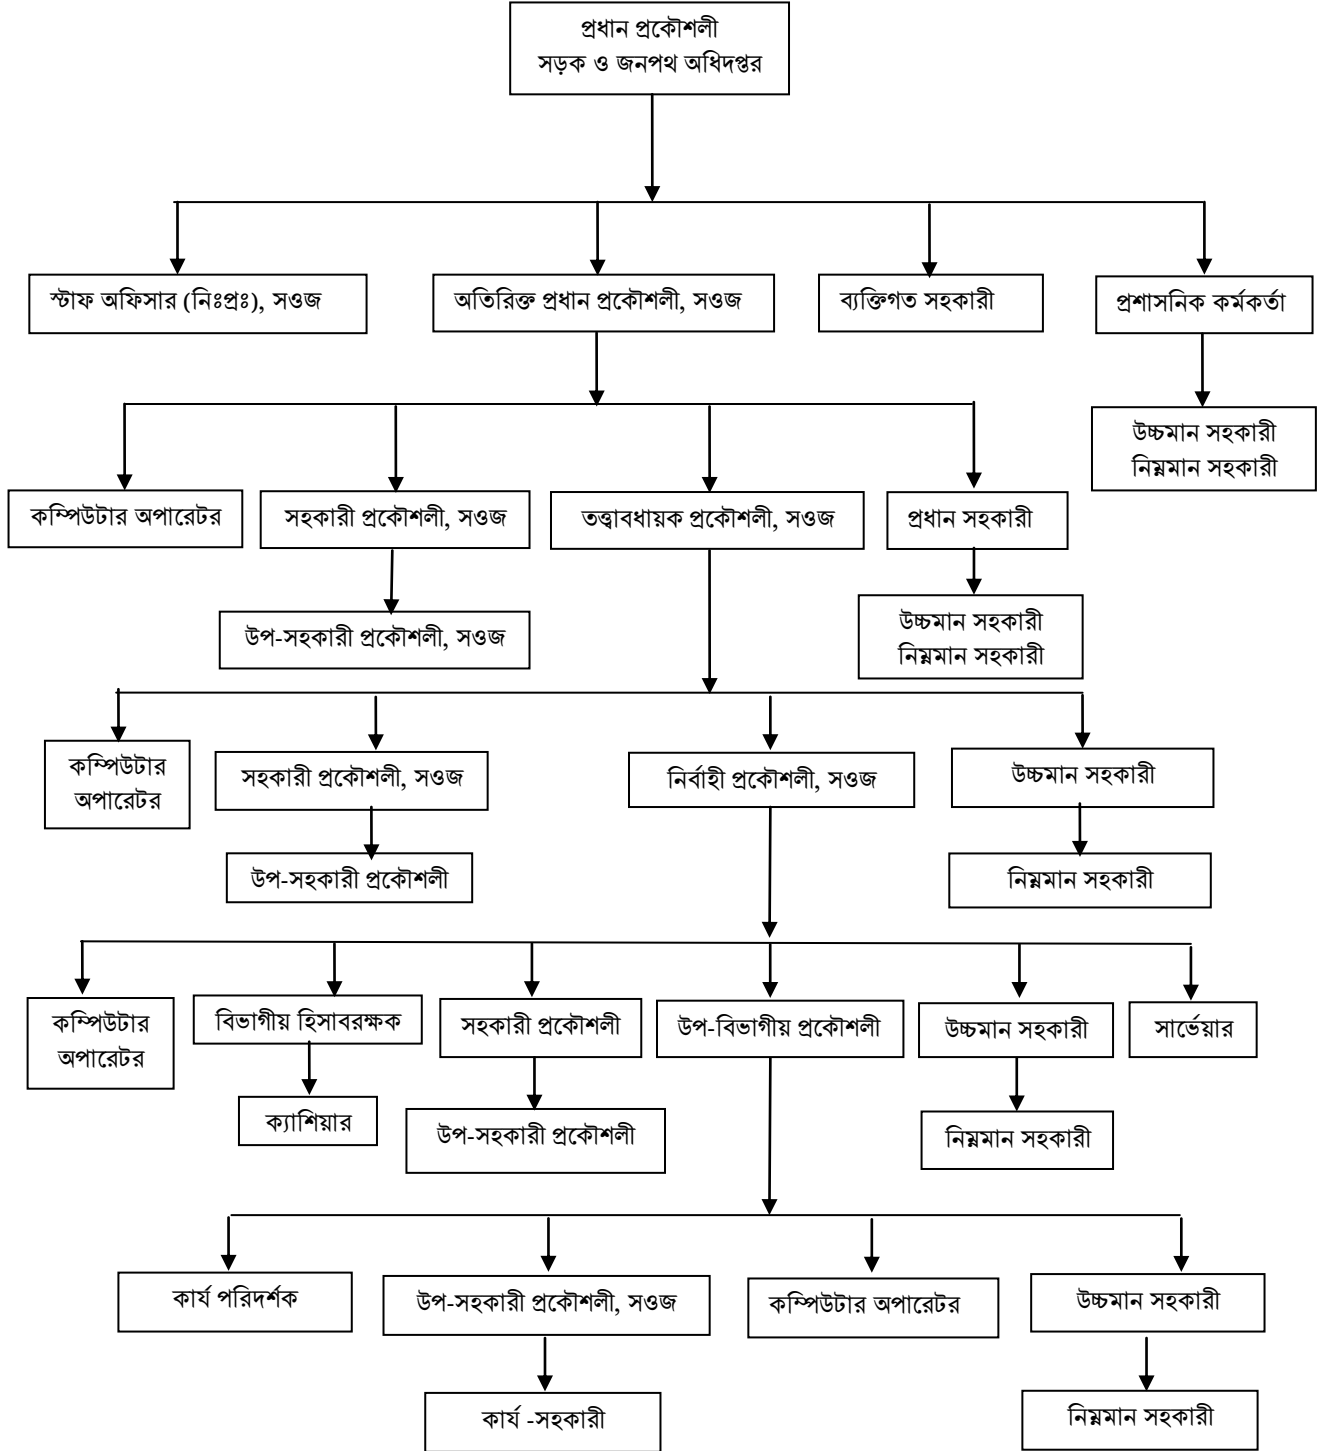 প্রধান প্রকৌশলী
সড়ক ও জনপথ অধিদপ্তর
স্টাফ অফিসার (নিঃপ্রঃ), সওজ
অতিরিক্ত প্রধান প্রকৌশলী, সওজ
ব্যক্তিগত সহকারী
প্রশাসনিক কর্মকর্তা
উচ্চমান সহকারী
নিম্নমান সহকারী
কম্পিউটার অপারেটর
সহকারী প্রকৌশলী, সওজ
তত্ত্বাবধায়ক প্রকৌশলী, সওজ
প্রধান সহকারী
উপ-সহকারী প্রকৌশলী, সওজ
উচ্চমান সহকারী
নিম্নমান সহকারী
কম্পিউটার
অপারেটর
সহকারী প্রকৌশলী, সওজ
নির্বাহী প্রকৌশলী, সওজ
উচ্চমান সহকারী
উপ-সহকারী প্রকৌশলী
নিম্নমান সহকারী
কম্পিউটার
অপারেটর
বিভাগীয় হিসাবরক্ষক
সহকারী প্রকৌশলী
উপ-বিভাগীয় প্রকৌশলী
উচ্চমান সহকারী
সার্ভেয়ার
ক্যাশিয়ার
উপ-সহকারী প্রকৌশলী
নিম্নমান সহকারী
কার্য পরিদর্শক
উপ-সহকারী প্রকৌশলী, সওজ
কম্পিউটার অপারেটর
উচ্চমান সহকারী
কার্য -সহকারী
নিম্নমান সহকারী